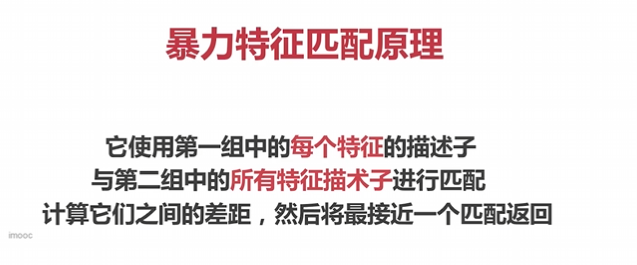 暴力特征匹配原理
它使用第一组中的每个特征的描述子
与第二组中的所有特征描术子进行匹配
计算它们之间的差距，然后将最接近一个匹配返回
imooc